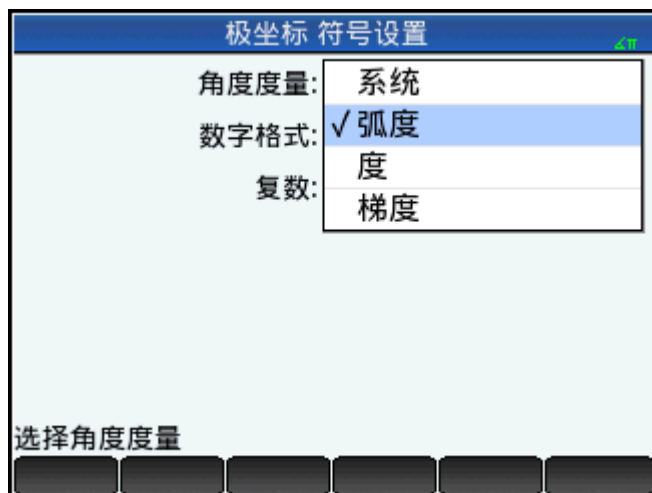 极坐标 符号设置
∡π
角度度量: 系统
数字格式: √弧度
度
复数:
梯度
选择角度度量